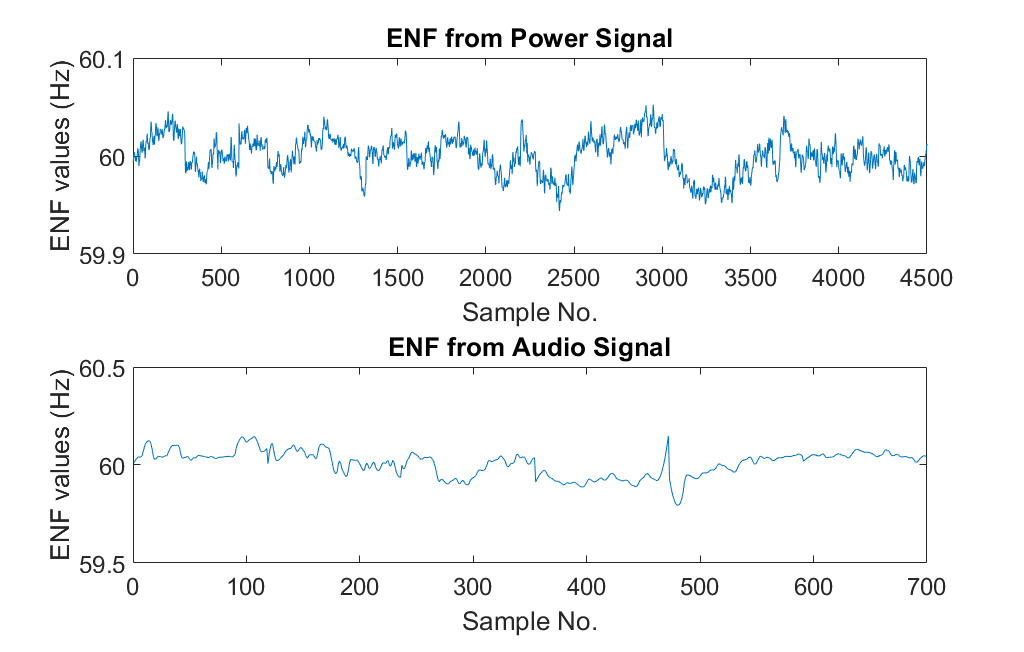 ENF from Power Signal
60.1
60
59.9
ENF values (Hz)
0 500 1000 1500 2000 2500 3000 3500 4000 4500
Sample No.
ENF from Audio Signal
60.5
60
59.5
ENF values (Hz)
0 100 200 300 400 500 600 700
Sample No.